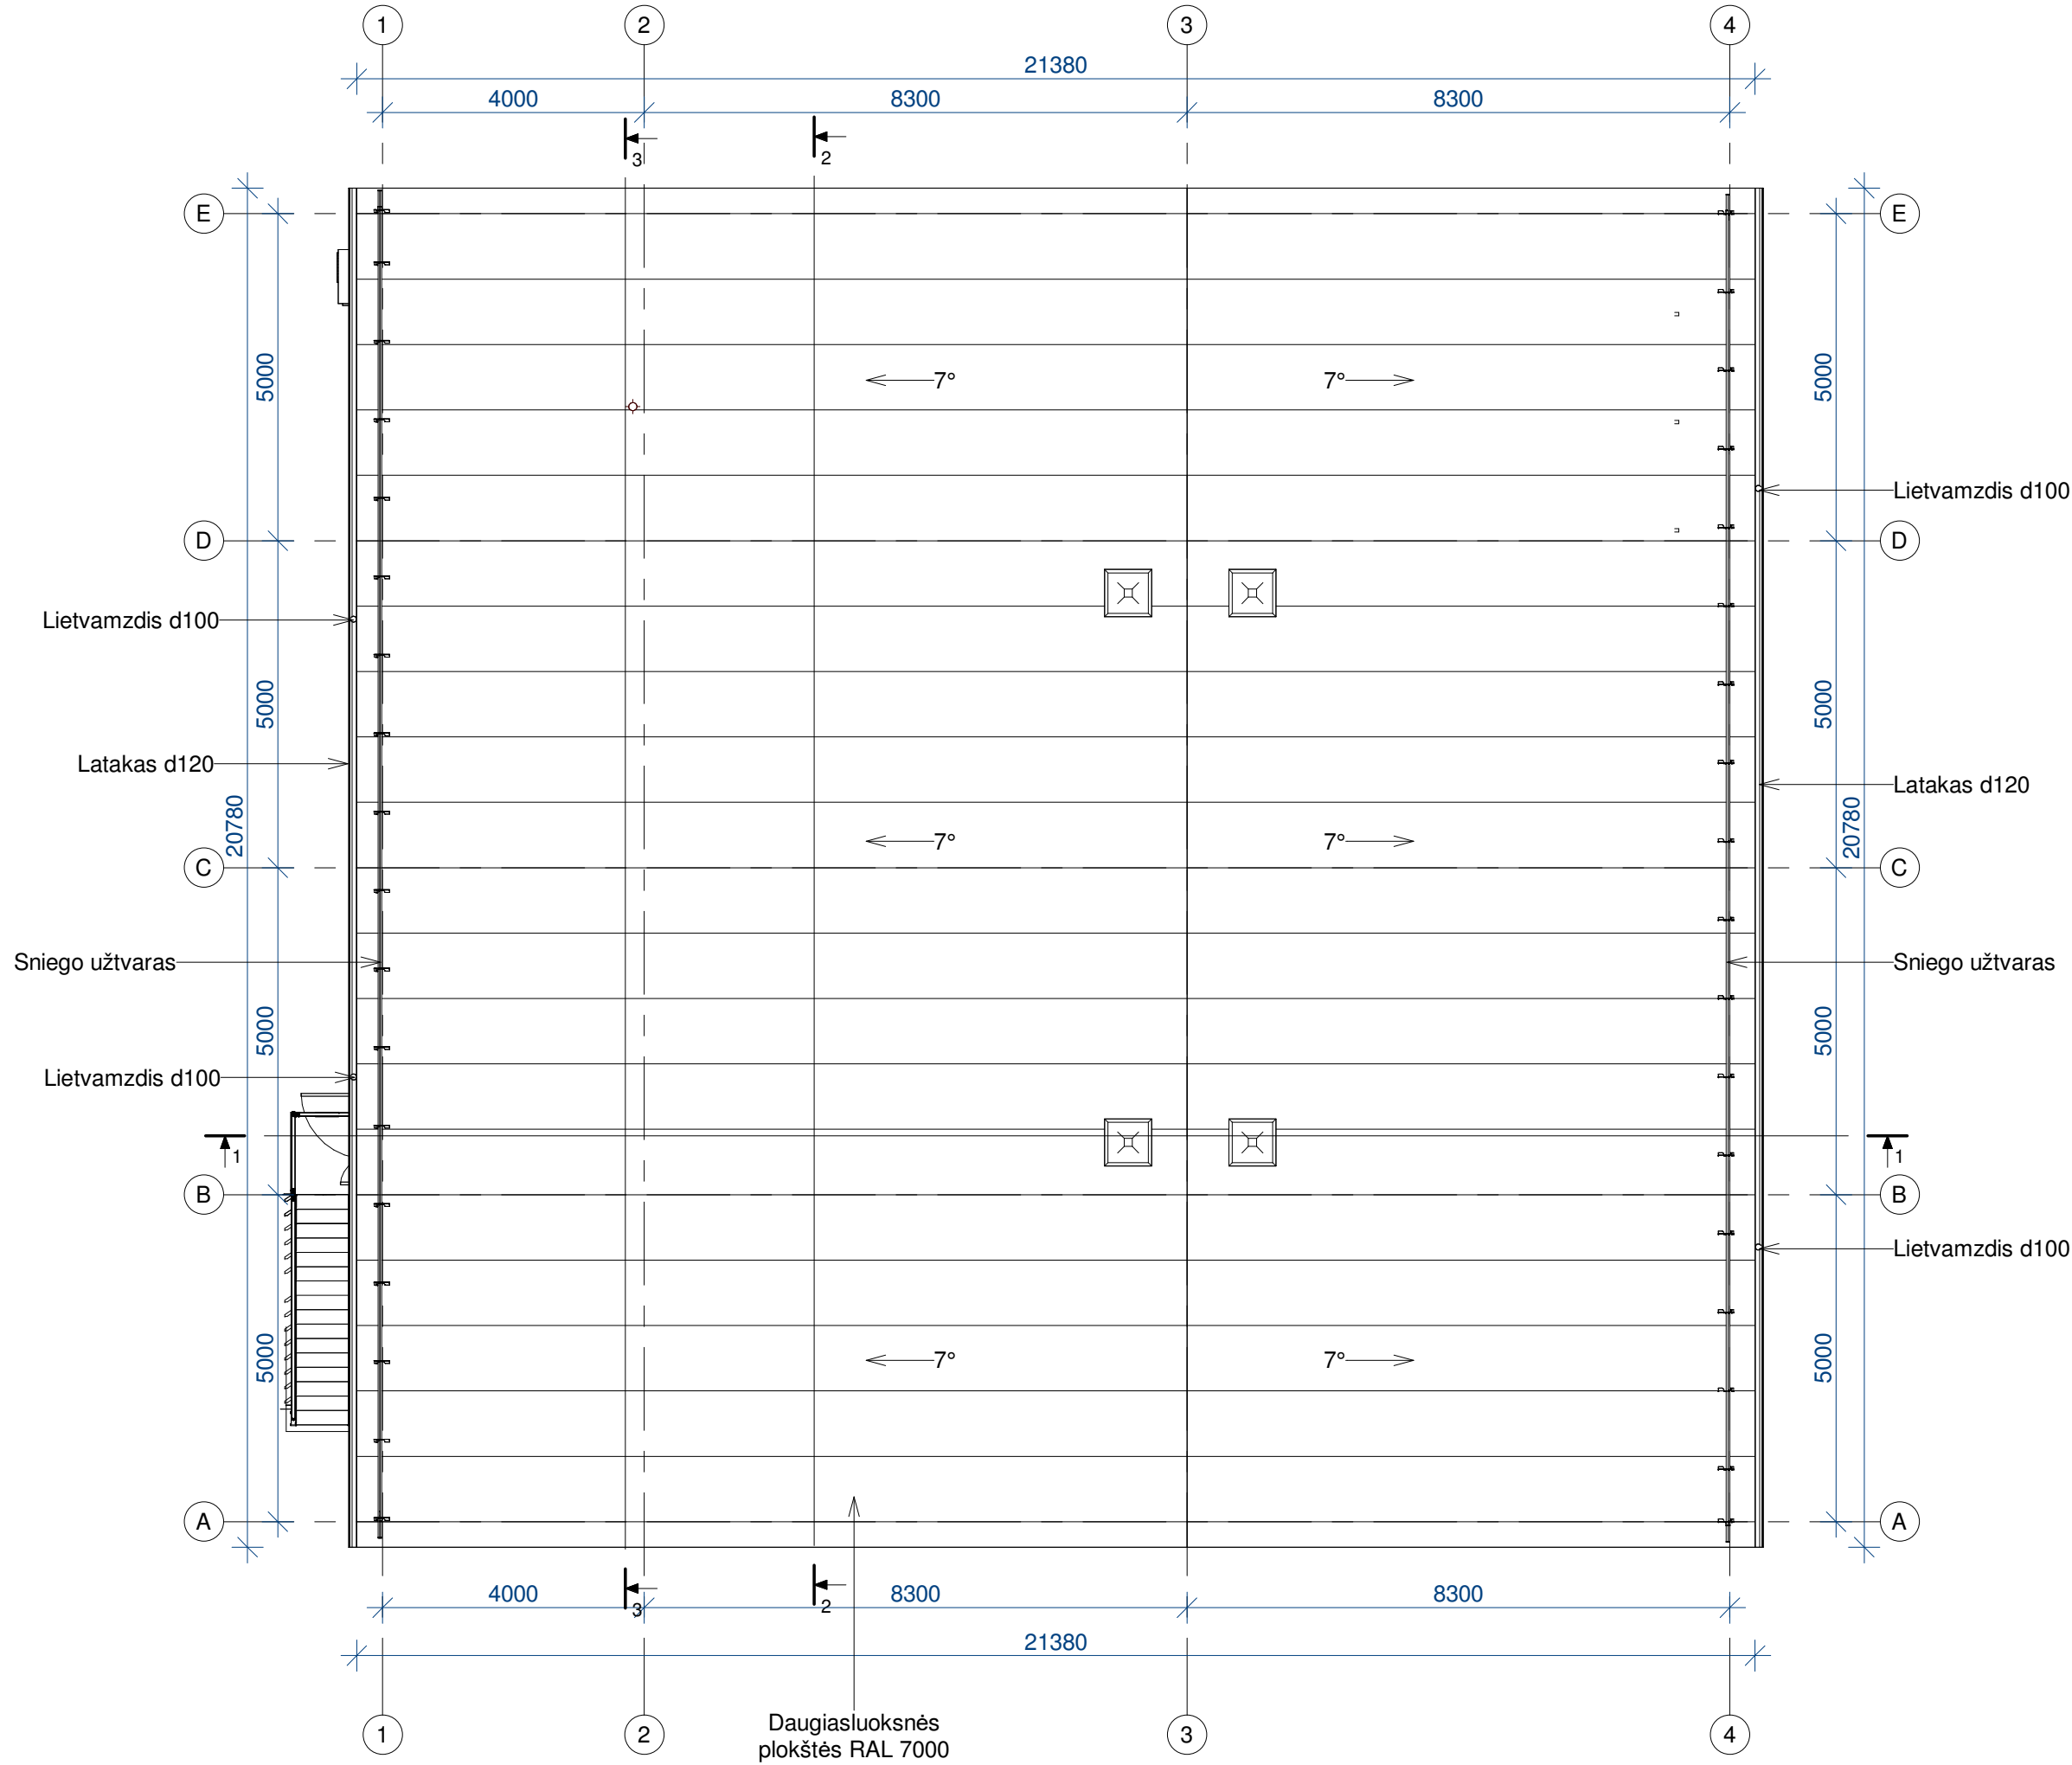 1 2 3 4
21380
4000 8300 8300
3 2
E E
5000 7° 7° 5000
Lietvamzdis d100
D D
Lietvamzdis d100
5000 5000
Latakas d120 Latakas d120
20780 7° 7° 20780
C C
Sniego užtvaras Sniego užtvaras
5000 5000
Lietvamzdis d100
1 1
B B
Lietvamzdis d100
5000 7° 7° 5000
A A
4000 8300 8300
3 2
21380
Daugiasluoksnės
plokštės RAL 7000
1 2 3 4